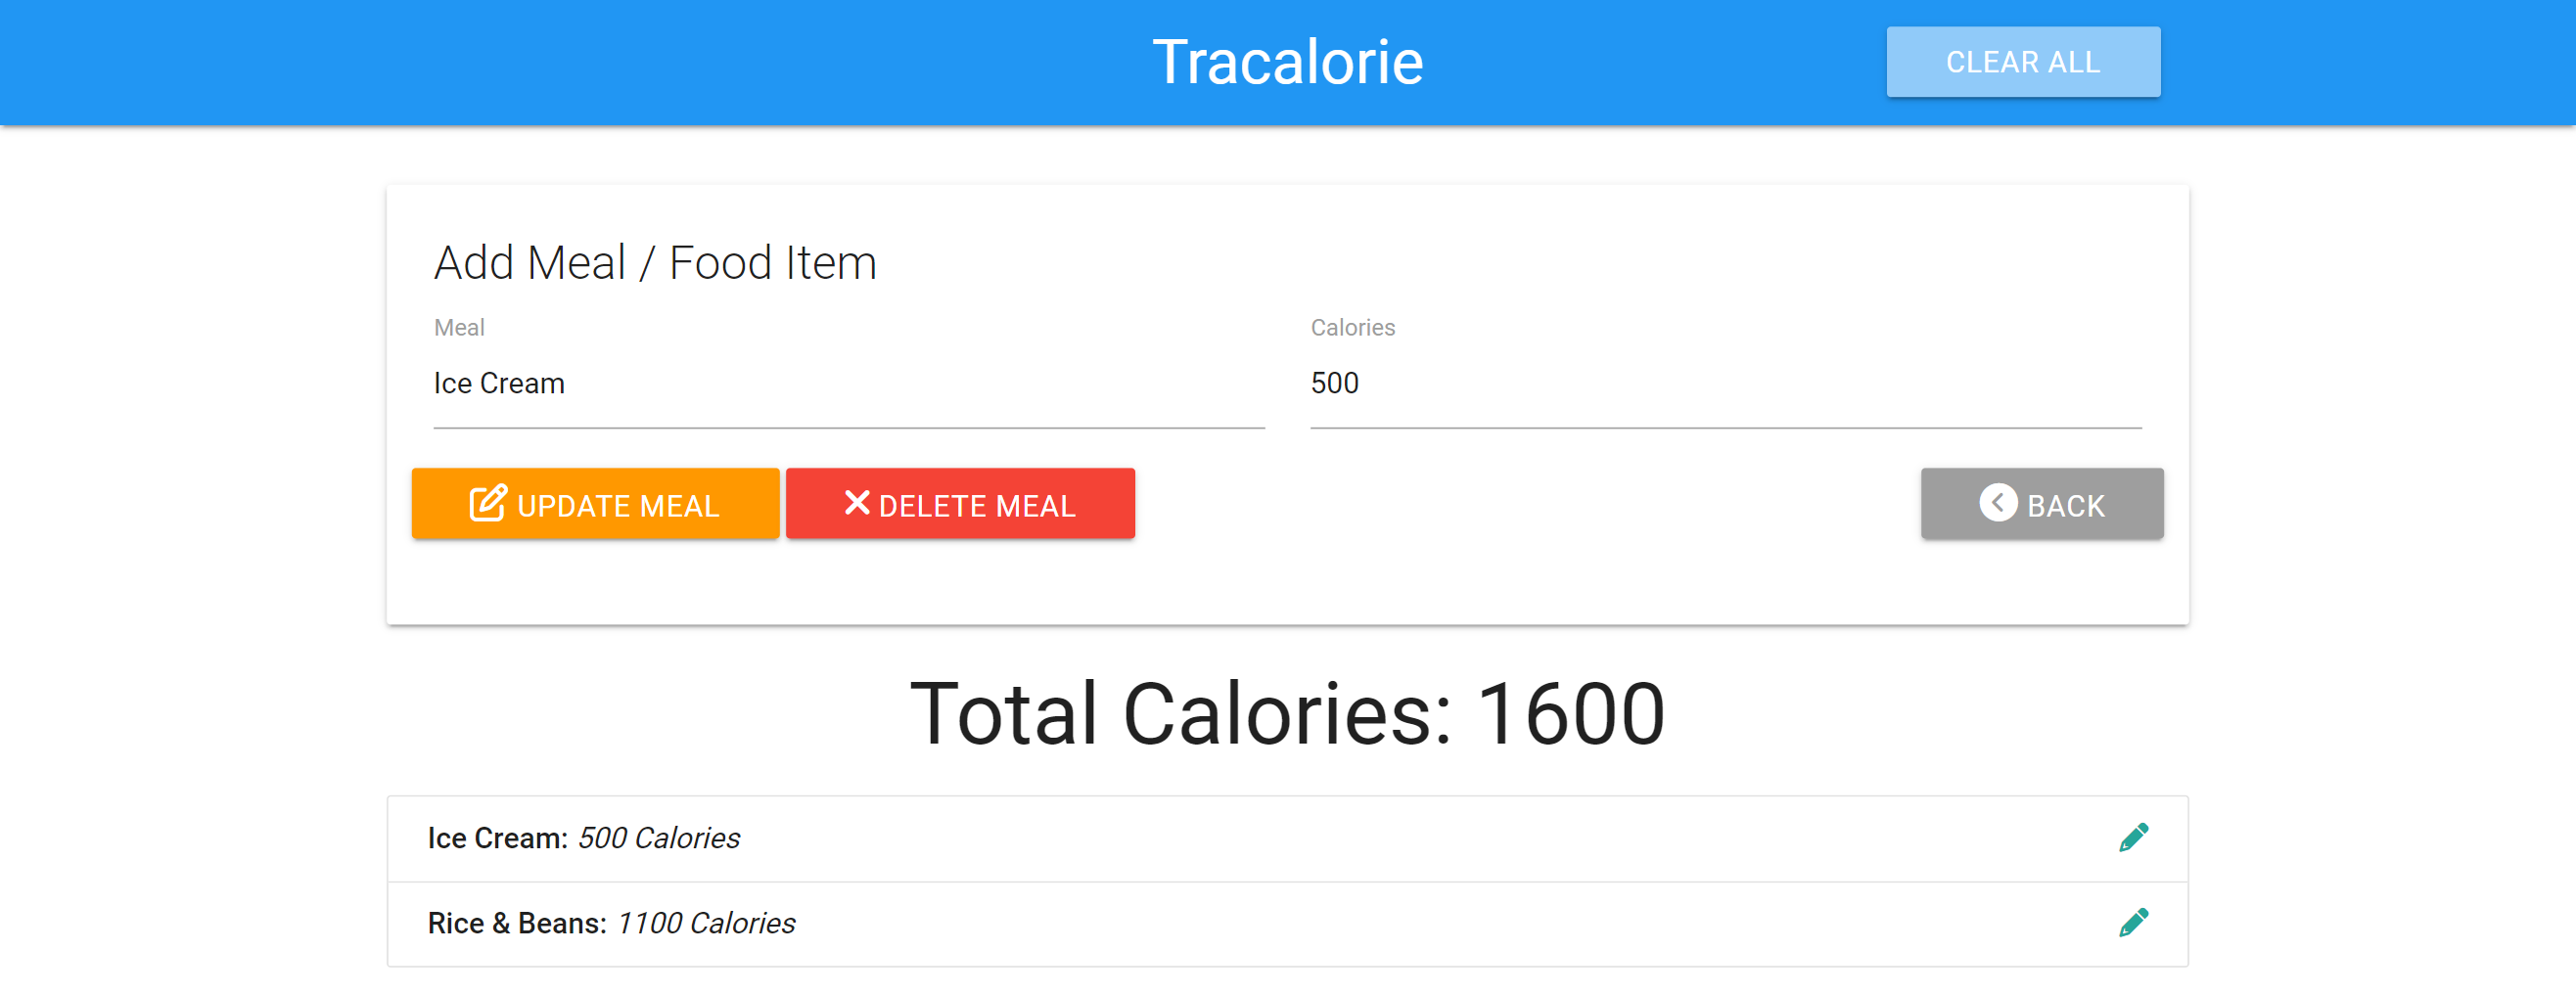 Tracalorie
CLEAR ALL
Add Meal / Food Item
Meal
Calories
Ice Cream
500
UPDATE MEAL
DELETE MEAL
BACK
Total Calories: 1600
Ice Cream: 500 Calories
Rice & Beans: 1100 Calories